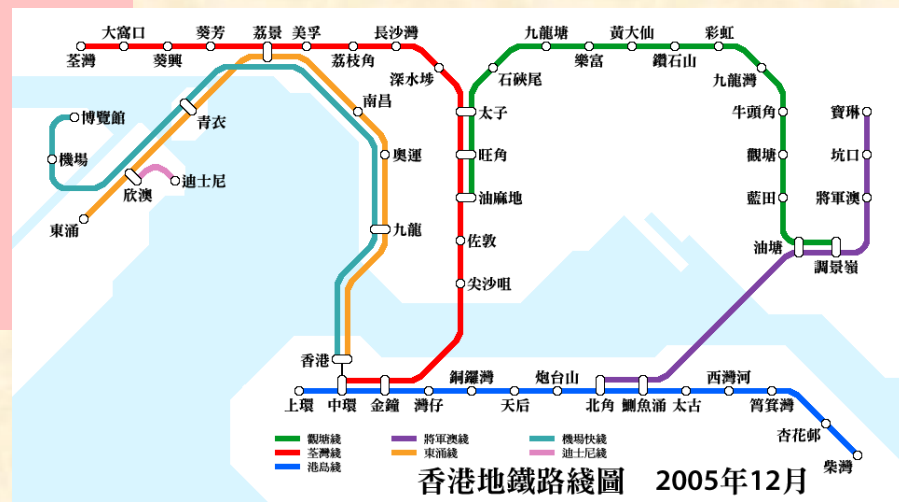 大窩口
葵芳
荔景
美孚
長沙灣
九龍塘
黃大仙
彩虹
荃灣
葵興
荔枝角
深水埗
石硤尾
樂富
鑽石山
九龍灣
南昌
博覽館
青衣
太子
牛頭角
寶琳
機場
奧運
旺角
觀塘
坑口
迪士尼
欣澳
油麻地
藍田
將軍澳
東涌
九龍
佐敦
油塘
調景嶺
尖沙咀
香港
銅鑼灣
炮台山
西灣河
上環
中環
金鐘
灣仔
天后
北角
鰂魚涌
太古
筲箕灣
杏花邨
柴灣
觀塘綫
將軍澳綫
機場快綫
荃灣綫
東涌綫
迪士尼綫
港島綫
香港地鐵路綫圖 2005年12月